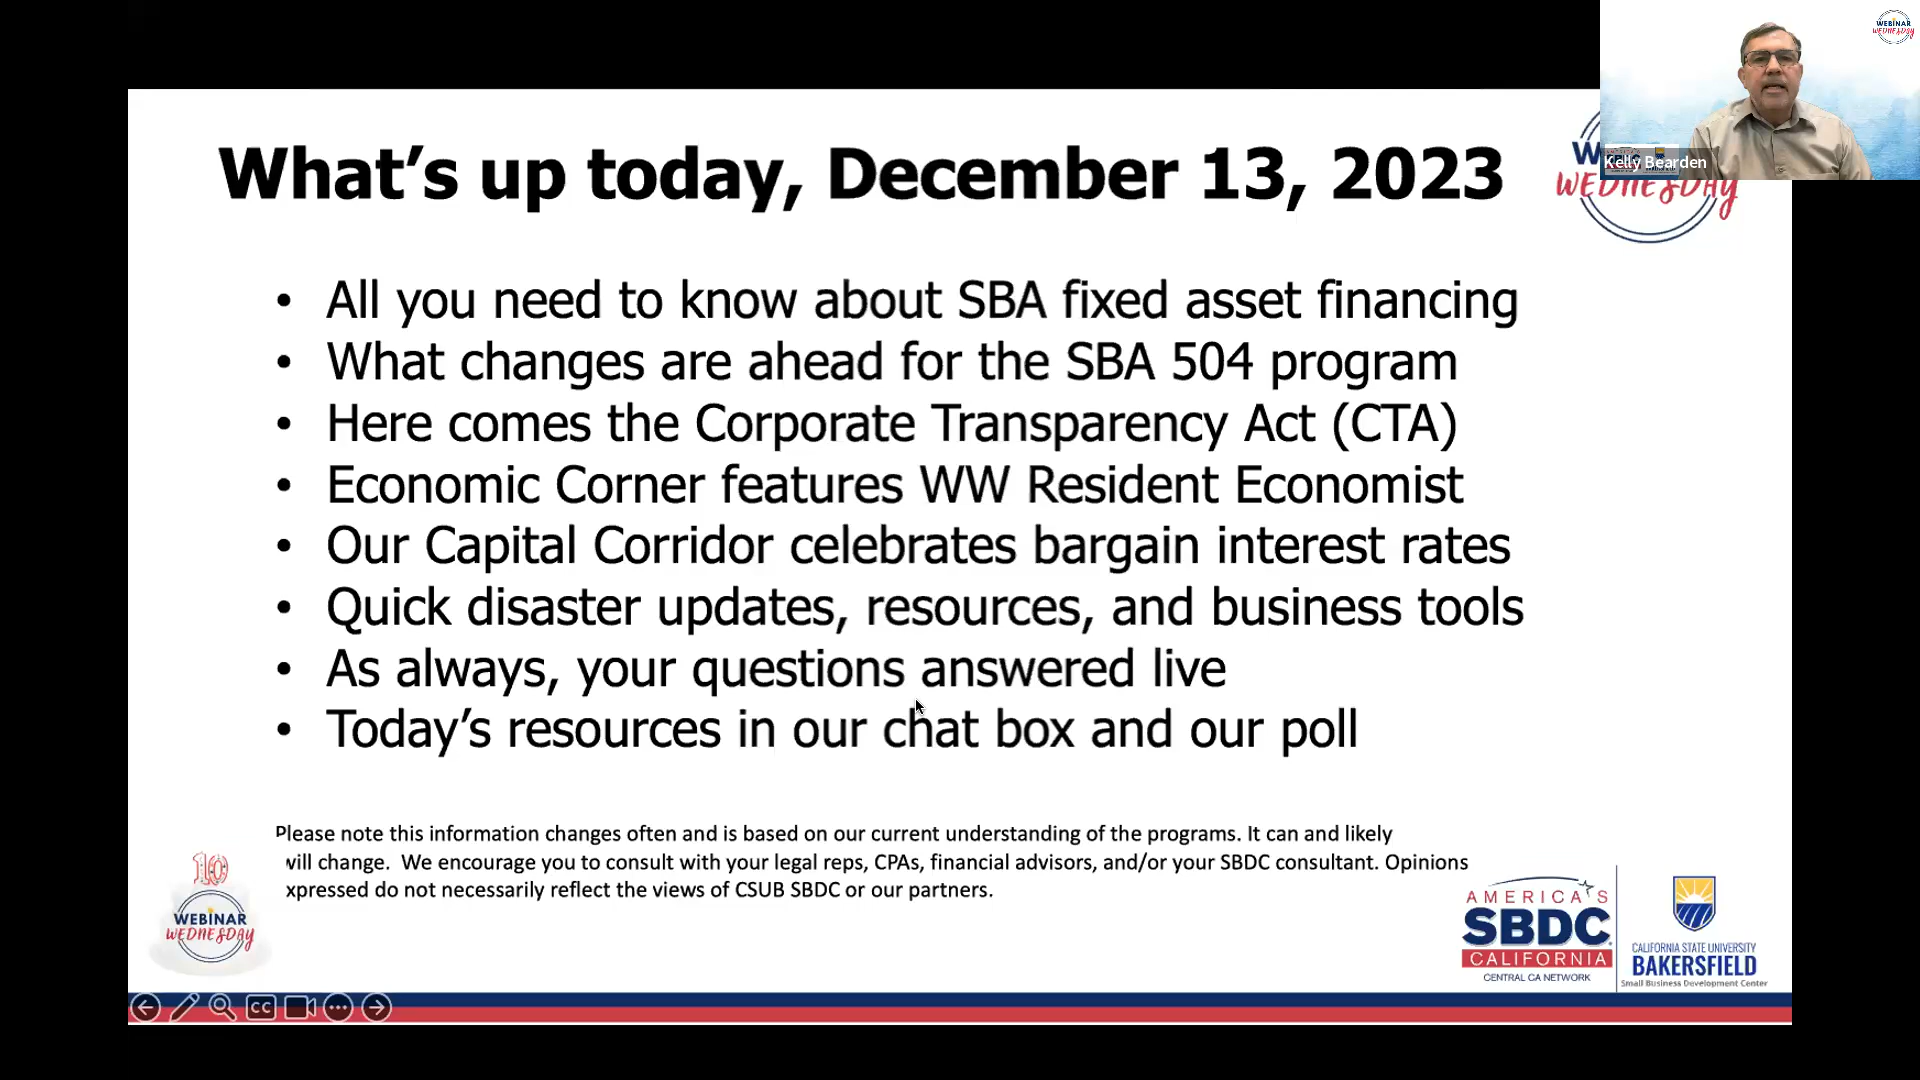 WEBINAR
WEDNESDAY
Kelly Bearden
What's up today, December 13, 2023
W
WEDNESDAY
• All you need to know about SBA fixed asset financing
• What changes are ahead for the SBA 504 program
• Here comes the Corporate Transparency Act (CTA)
• Economic Corner features WW Resident Economist
• Our Capital Corridor celebrates bargain interest rates
• Quick disaster updates, resources, and business tools
• As always, your questions answered live
• Today's resources in our chat box and our poll
Please note this information changes often and is based on our current understanding of the programs. It can and likely
will change. We encourage you to consult with your legal reps, CPAs, financial advisors, and/or your SBDC consultant. Opinions
xpressed do not necessarily reflect the views of CSUB SBDC or our partners.
10
WEBINAR
WEDNESDAY
AMERICA'S
SBDC
CALIFORNIA
CENTRAL CA NETWORK
CALIFORNIA STATE UNIVERSITY
BAKERSFIELD
Small Business Development Center
CC